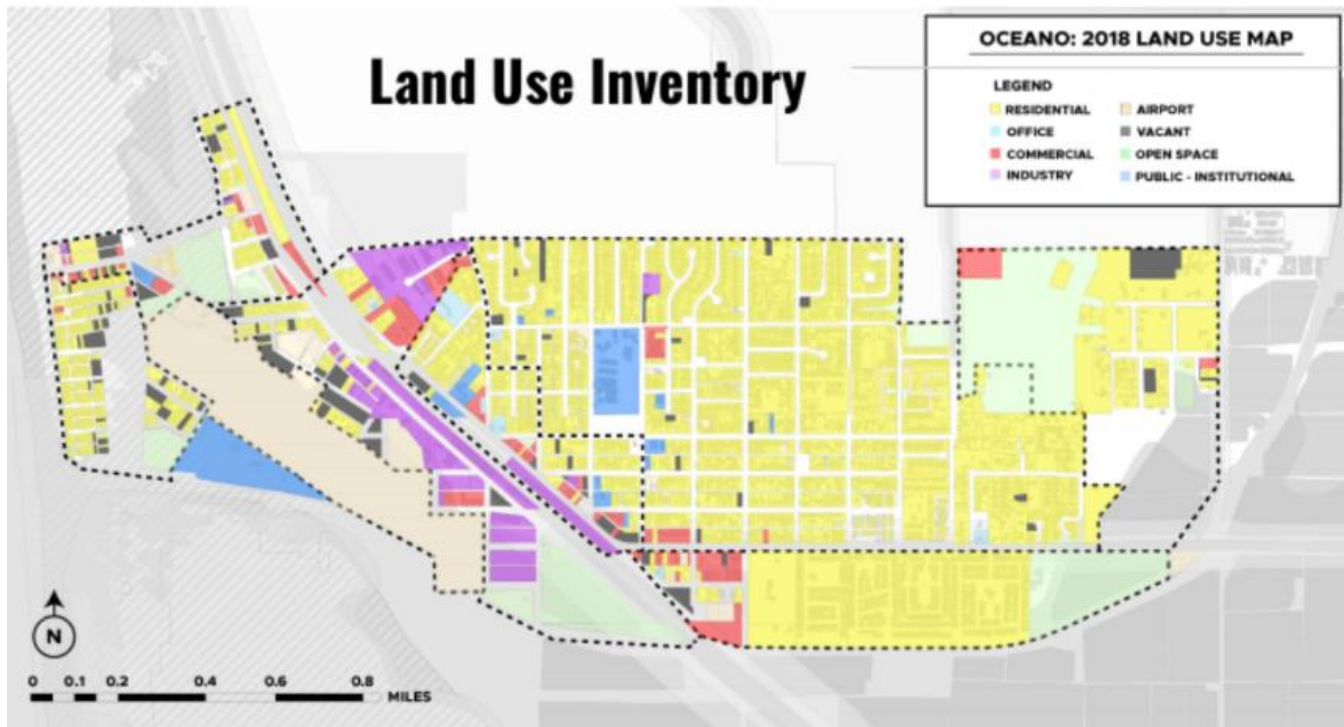 Land Use Inventory
OCEANO: 2018 LAND USE MAP
LEGEND
RESIDENTIAL
OFFICE
COMMERCIAL
INDUSTRY
AIRPORT
VACANT
OPEN SPACE
PUBLIC - INSTITUTIONAL
N
0 0.1 0.2 0.4 0.6 0.8 MILES